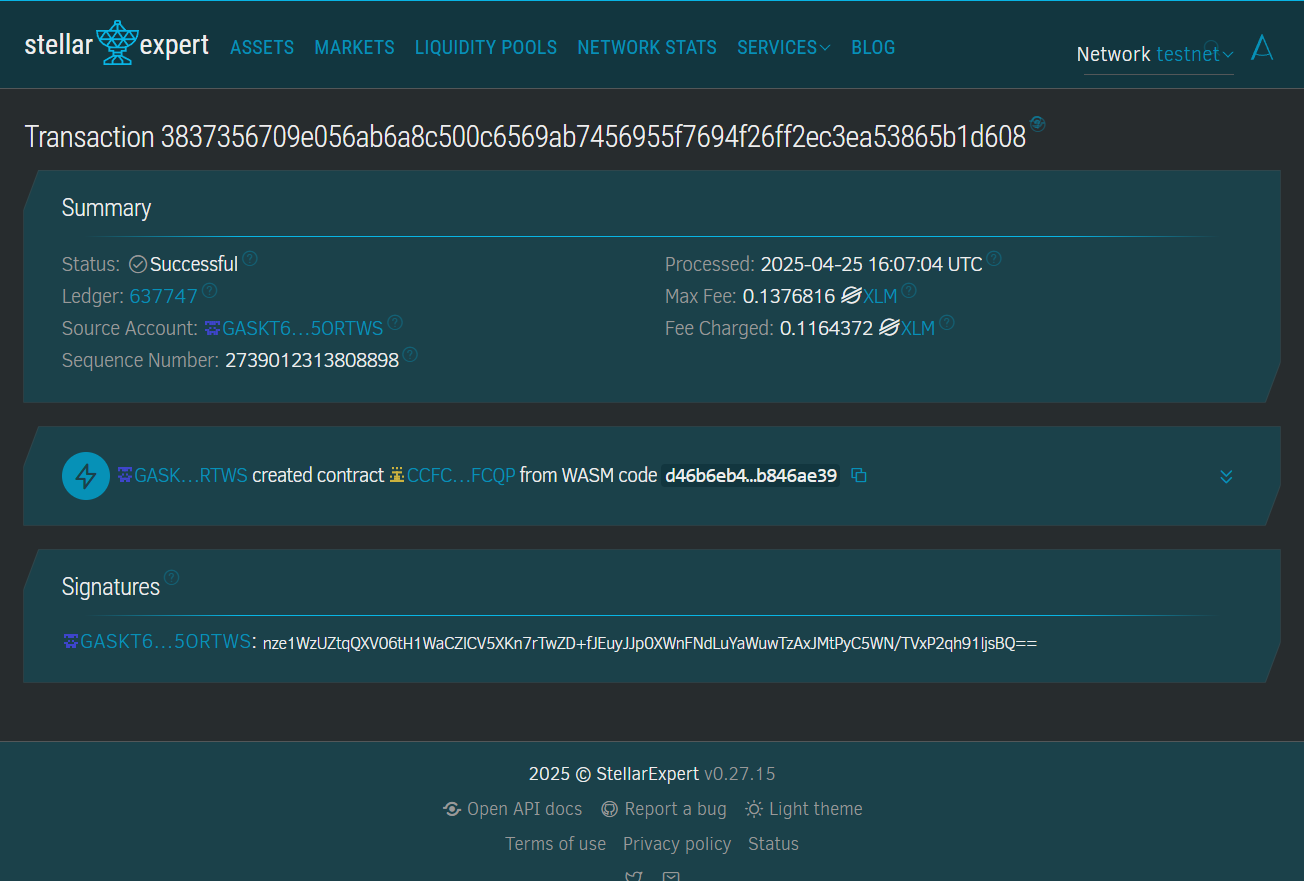 stellar expert ASSETS MARKETS LIQUIDITY POOLS NETWORK STATS SERVICES BLOG Network testnet
Transaction 3837356709e056ab6a8c500c6569ab7456955f7694f26ff2ec3ea53865b1d608
Summary
Status: Successful
Ledger: 637747
Source Account: GASKT6…5ORTWS
Sequence Number: 2739012313808898
Processed: 2025-04-25 16:07:04 UTC
Max Fee: 0.1376816 XLM
Fee Charged: 0.1164372 XLM
GASK…RTWS created contract CCFC…FCQP from WASM code d46b6eb4…b846ae39
Signatures
GASKT6…5ORTWS: nze1WzUZtqQXV06tH1WaCZlCV5XKn7rTwZD+fJEuyJJp0XWnFNdLuYaWuwTzAxJMtPyC5WN/TVxP2qh91ljsBQ==
2025 © StellarExpert v0.27.15
Open API docs Report a bug Light theme
Terms of use Privacy policy Status